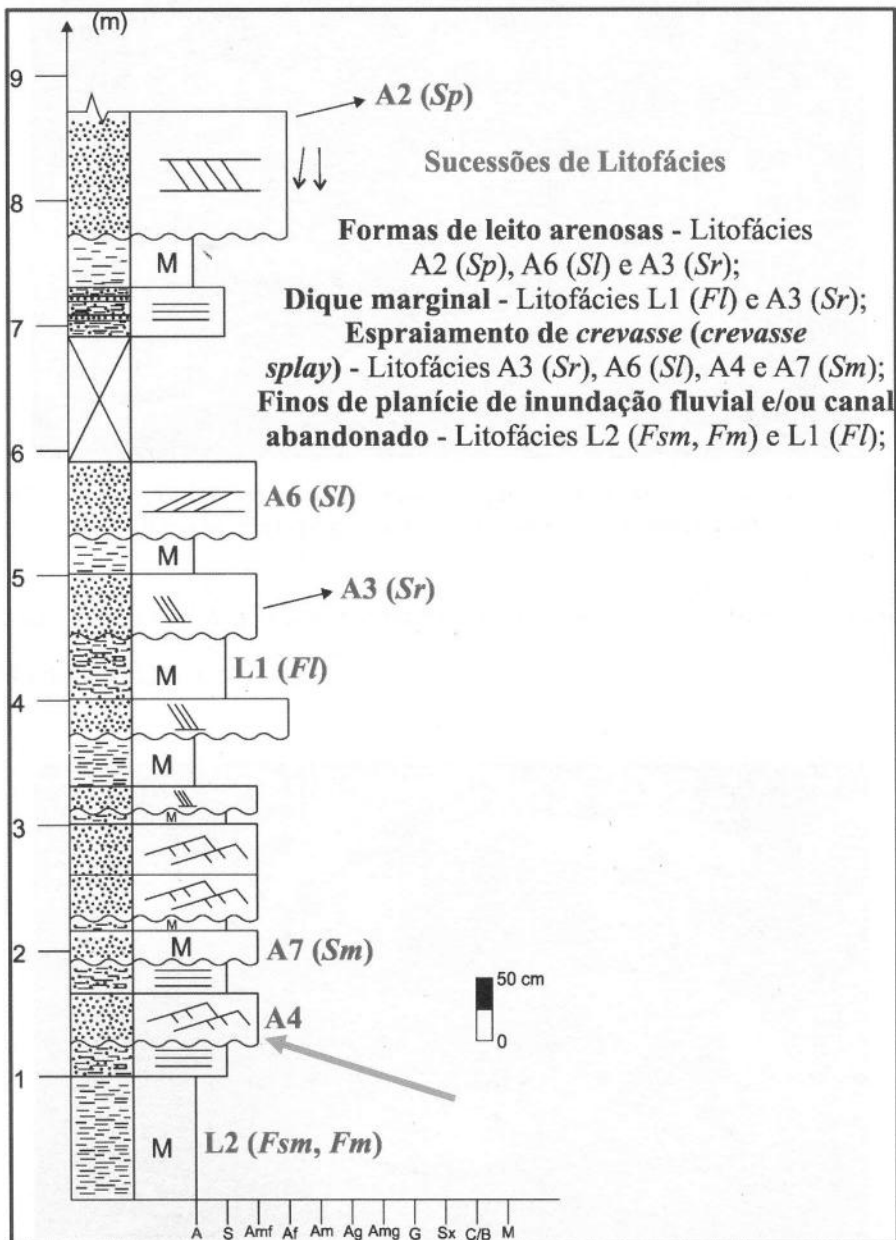 (m)
9
A2 (Sp)
Sucessões de Litofácies
8
Formas de leito arenosas - Litofácies
A2 (Sp), A6 (Sl) e A3 (Sr);
M
Dique marginal - Litofácies L1 (Fl) e A3 (Sr);
7
Espraiamento de crevasse (crevasse
splay) - Litofácies A3 (Sr), A6 (Sl), A4 e A7 (Sm);
Finos de planície de inundação fluvial e/ou canal
abandonado - Litofácies L2 (Fsm, Fm) e L1 (Fl);
6
A6 (Sl)
M
5
A3 (Sr)
M
L1 (Fl)
4
M
M
3
M
2
M
A7 (Sm)
50 cm
0
A4
1
M
L2 (Fsm, Fm)
A S Amf Af Am Ag Amg G Sx C/B M